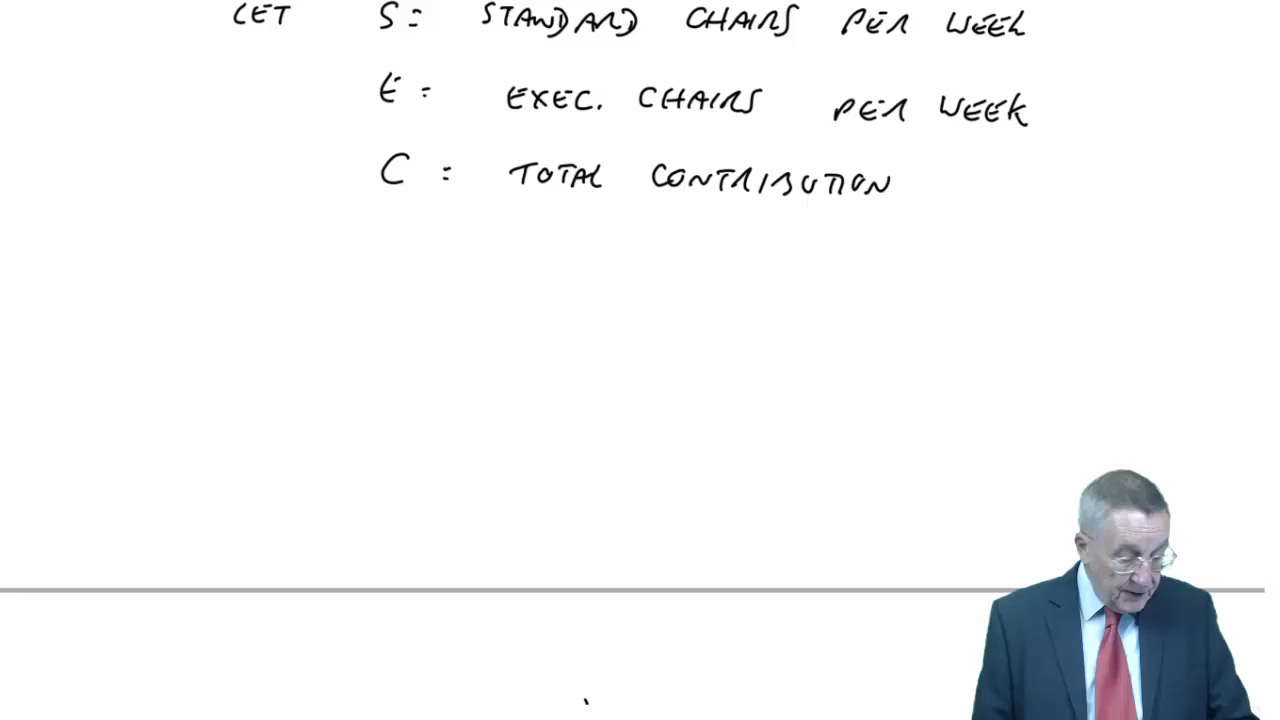 LET S = STANDARD CHAIRS PER WEEK
E = EXEC. CHAIRS PER WEEK
C = TOTAL CONTRIBUTION